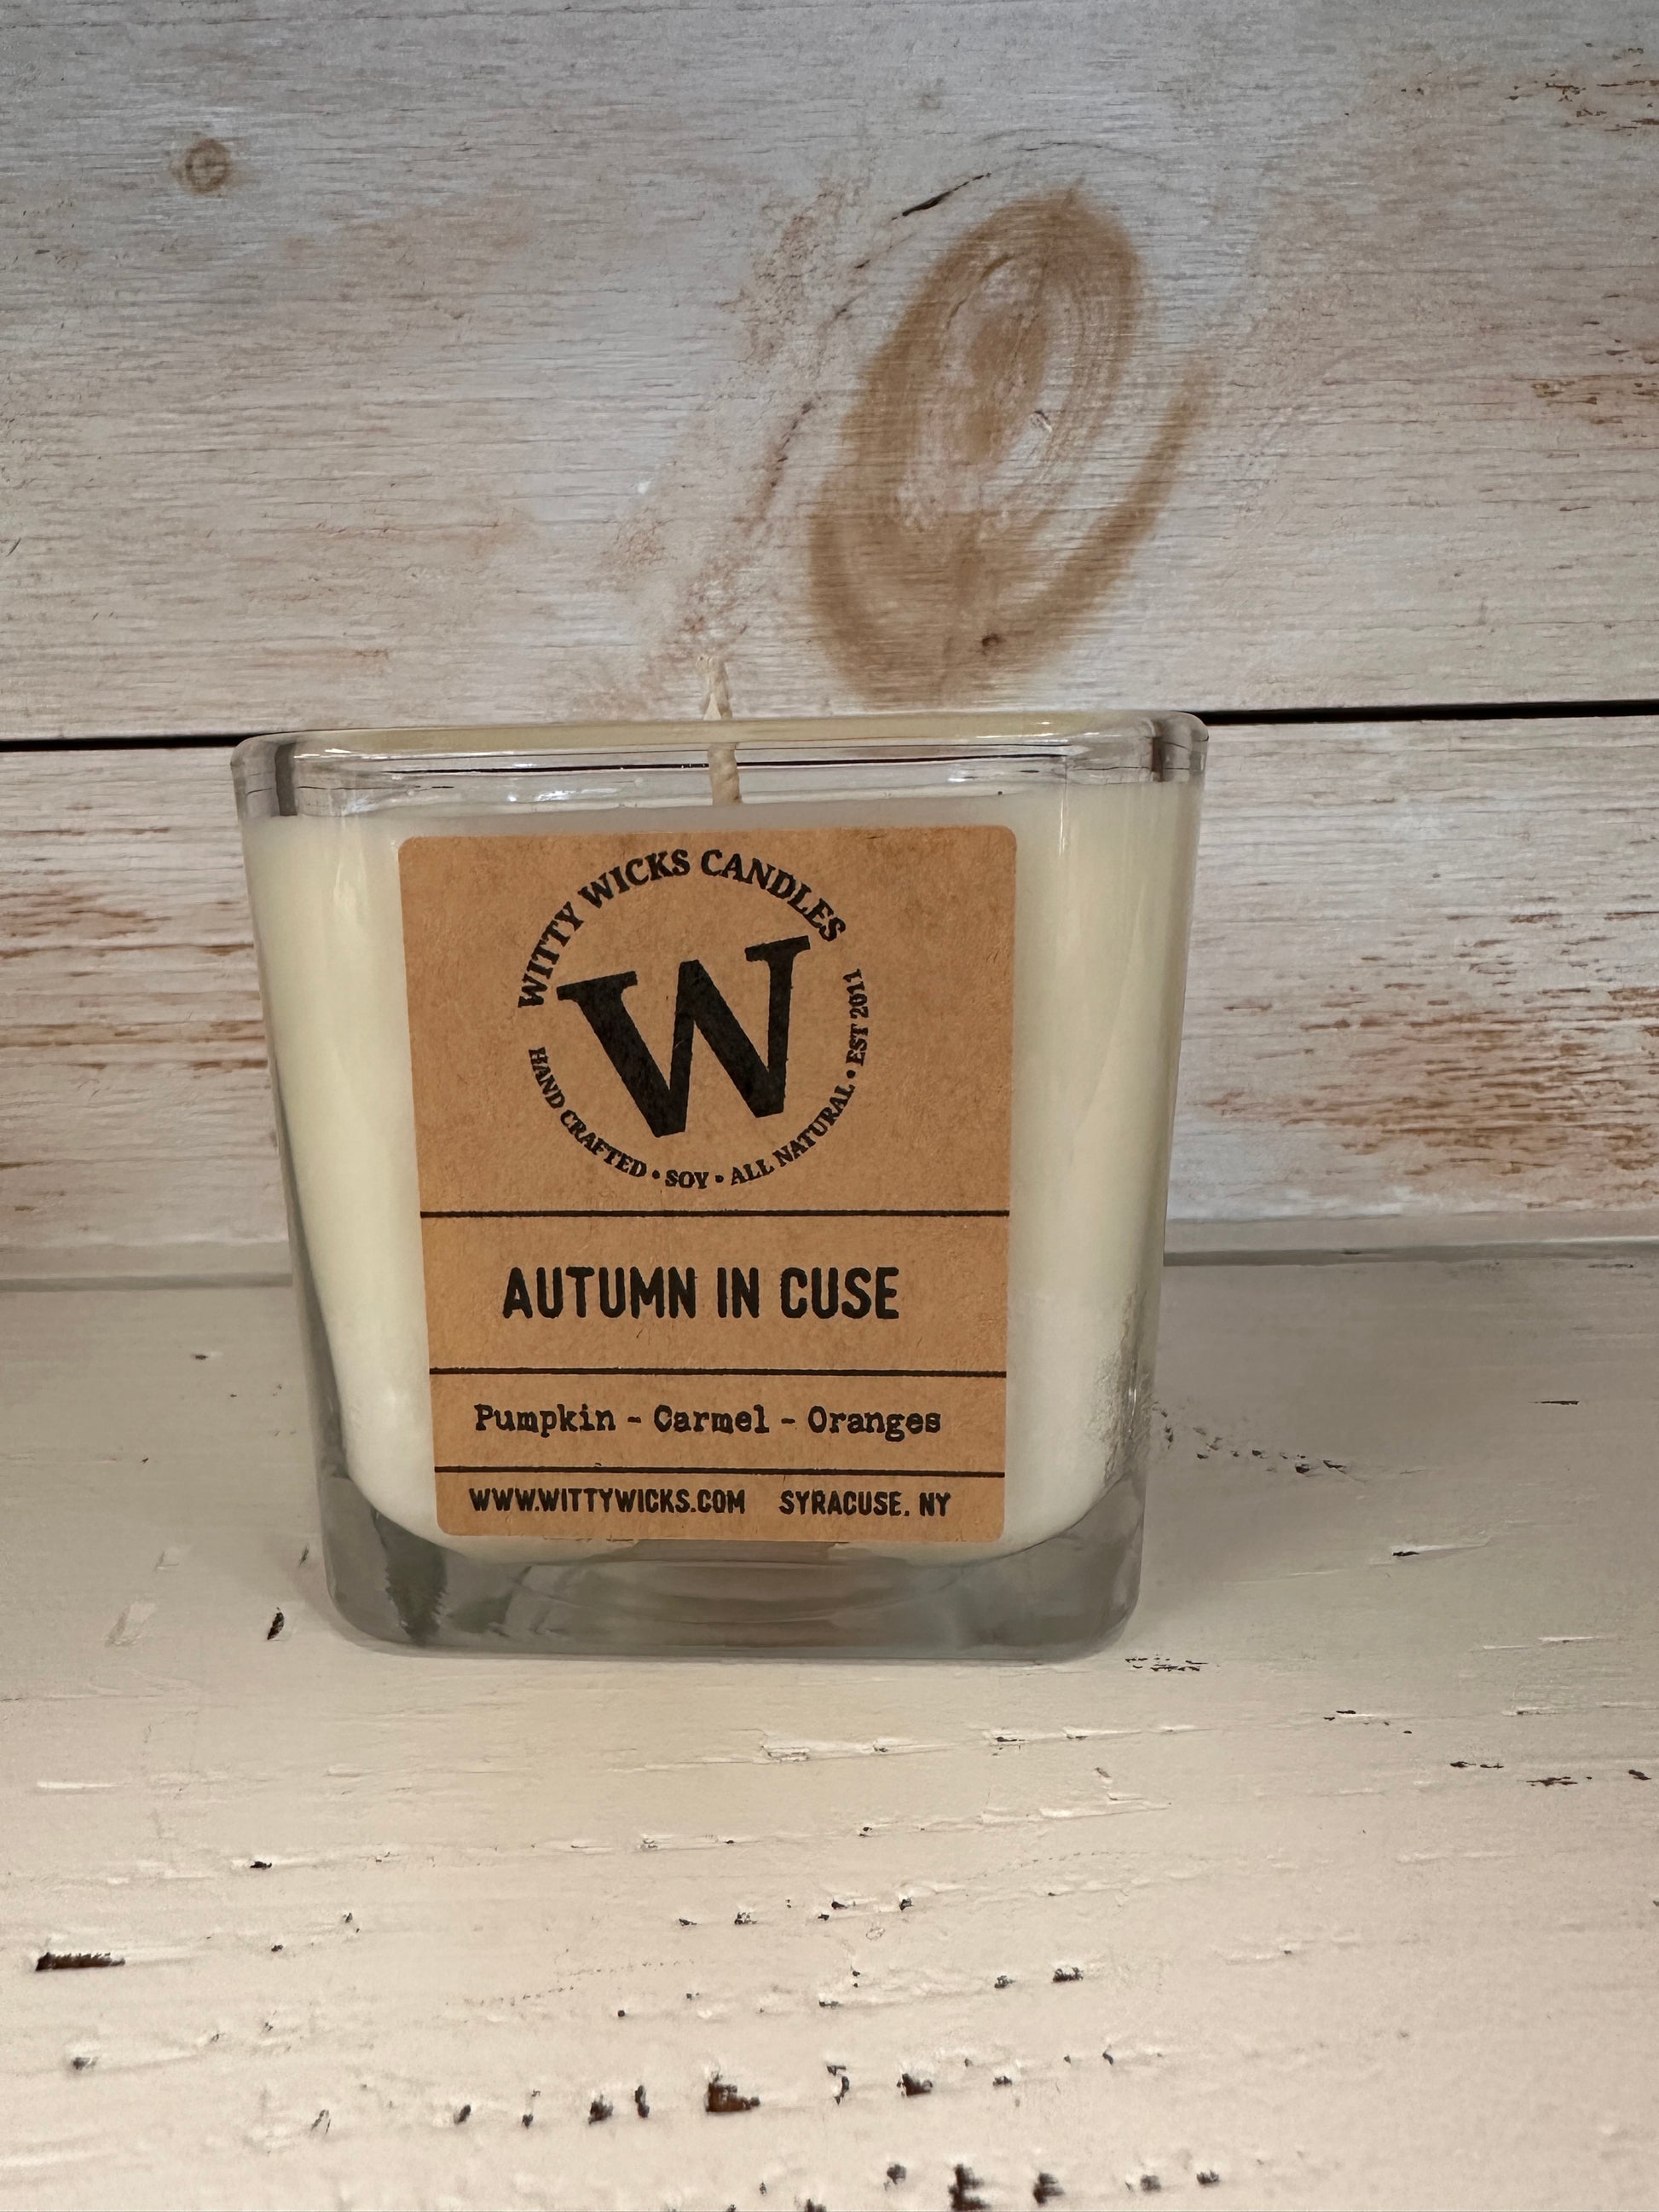 WITTY WICKS CANDLES
W
HAND CRAFTED • SOY • ALL NATURAL • EST 2011
AUTUMN IN CUSE
Pumpkin - Carmel - Oranges
WWW.WITTYWICKS.COM SYRACUSE, NY